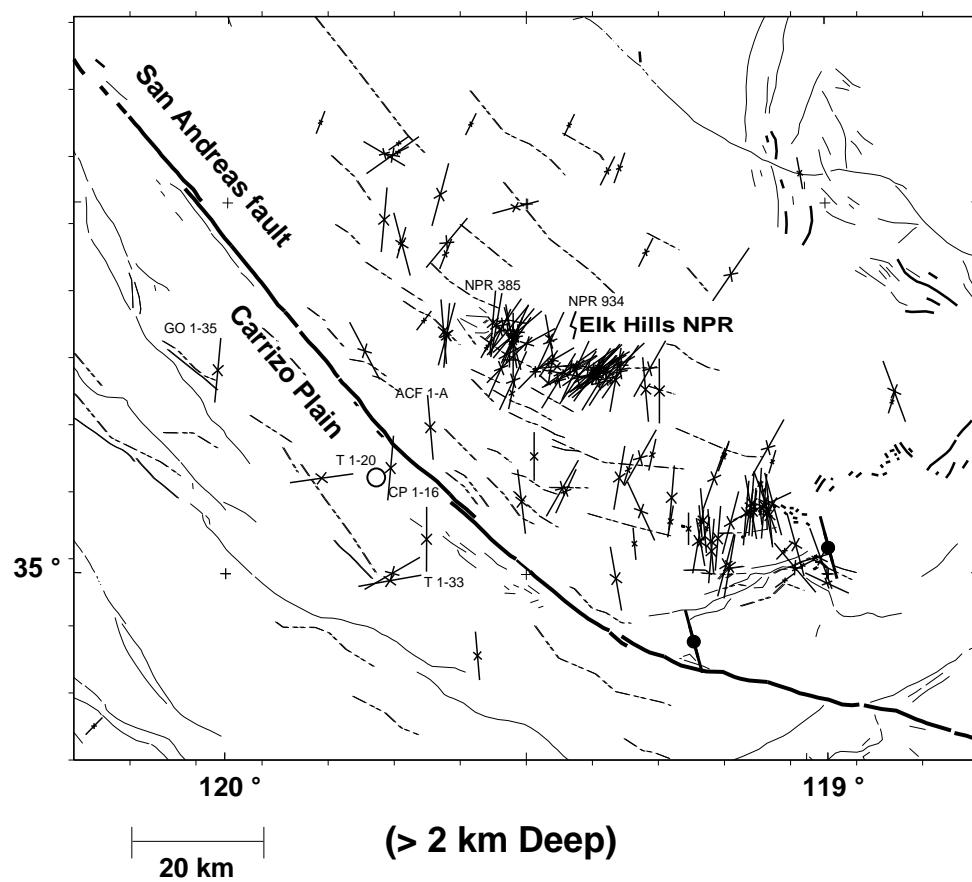 San Andreas fault
NPR 385
NPR 934
Elk Hills NPR
GO 1-35
Carrizo Plain
ACF 1-A
T 1-20
CP 1-16
35 °
T 1-33
120 °
119 °
(> 2 km Deep)
20 km